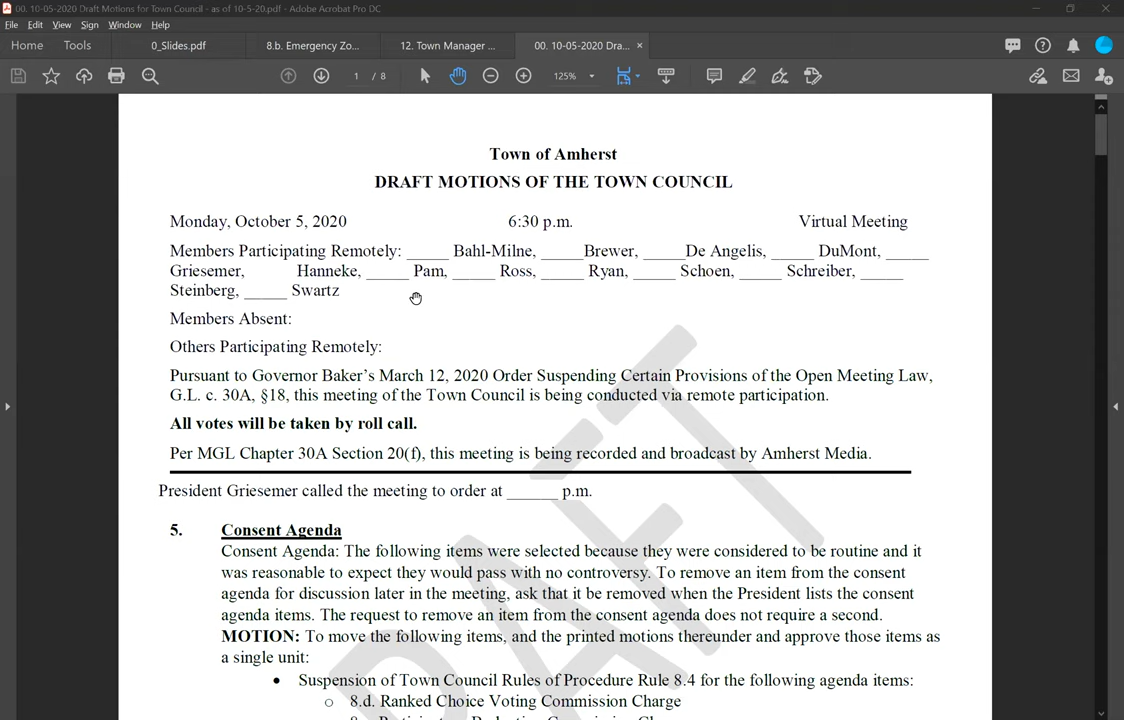 00. 10-05-2020 Draft Motions for Town Council - as of 10-5-20.pdf - Adobe Acrobat Pro DC
File Edit View Sign Window Help
Home Tools 0_Slides.pdf 8.b. Emergency Zo... 12. Town Manager ... 00. 10-05-2020 Dra... ×
1 / 8 125%
Town of Amherst
DRAFT MOTIONS OF THE TOWN COUNCIL
Monday, October 5, 2020 6:30 p.m. Virtual Meeting
Members Participating Remotely: _____ Bahl-Milne, _____Brewer, _____De Angelis, _____ DuMont, _____
Griesemer, Hanneke, _____ Pam, _____ Ross, _____ Ryan, _____ Schoen, _____ Schreiber, _____
Steinberg, _____ Swartz
Members Absent:
Others Participating Remotely:
Pursuant to Governor Baker's March 12, 2020 Order Suspending Certain Provisions of the Open Meeting Law,
G.L. c. 30A, §18, this meeting of the Town Council is being conducted via remote participation.
All votes will be taken by roll call.
Per MGL Chapter 30A Section 20(f), this meeting is being recorded and broadcast by Amherst Media.
President Griesemer called the meeting to order at ______ p.m.
5. Consent Agenda
Consent Agenda: The following items were selected because they were considered to be routine and it
was reasonable to expect they would pass with no controversy. To remove an item from the consent
agenda for discussion later in the meeting, ask that it be removed when the President lists the consent
agenda items. The request to remove an item from the consent agenda does not require a second.
MOTION: To move the following items, and the printed motions thereunder and approve those items as
a single unit:
• Suspension of Town Council Rules of Procedure Rule 8.4 for the following agenda items:
o 8.d. Ranked Choice Voting Commission Charge
DRAFT